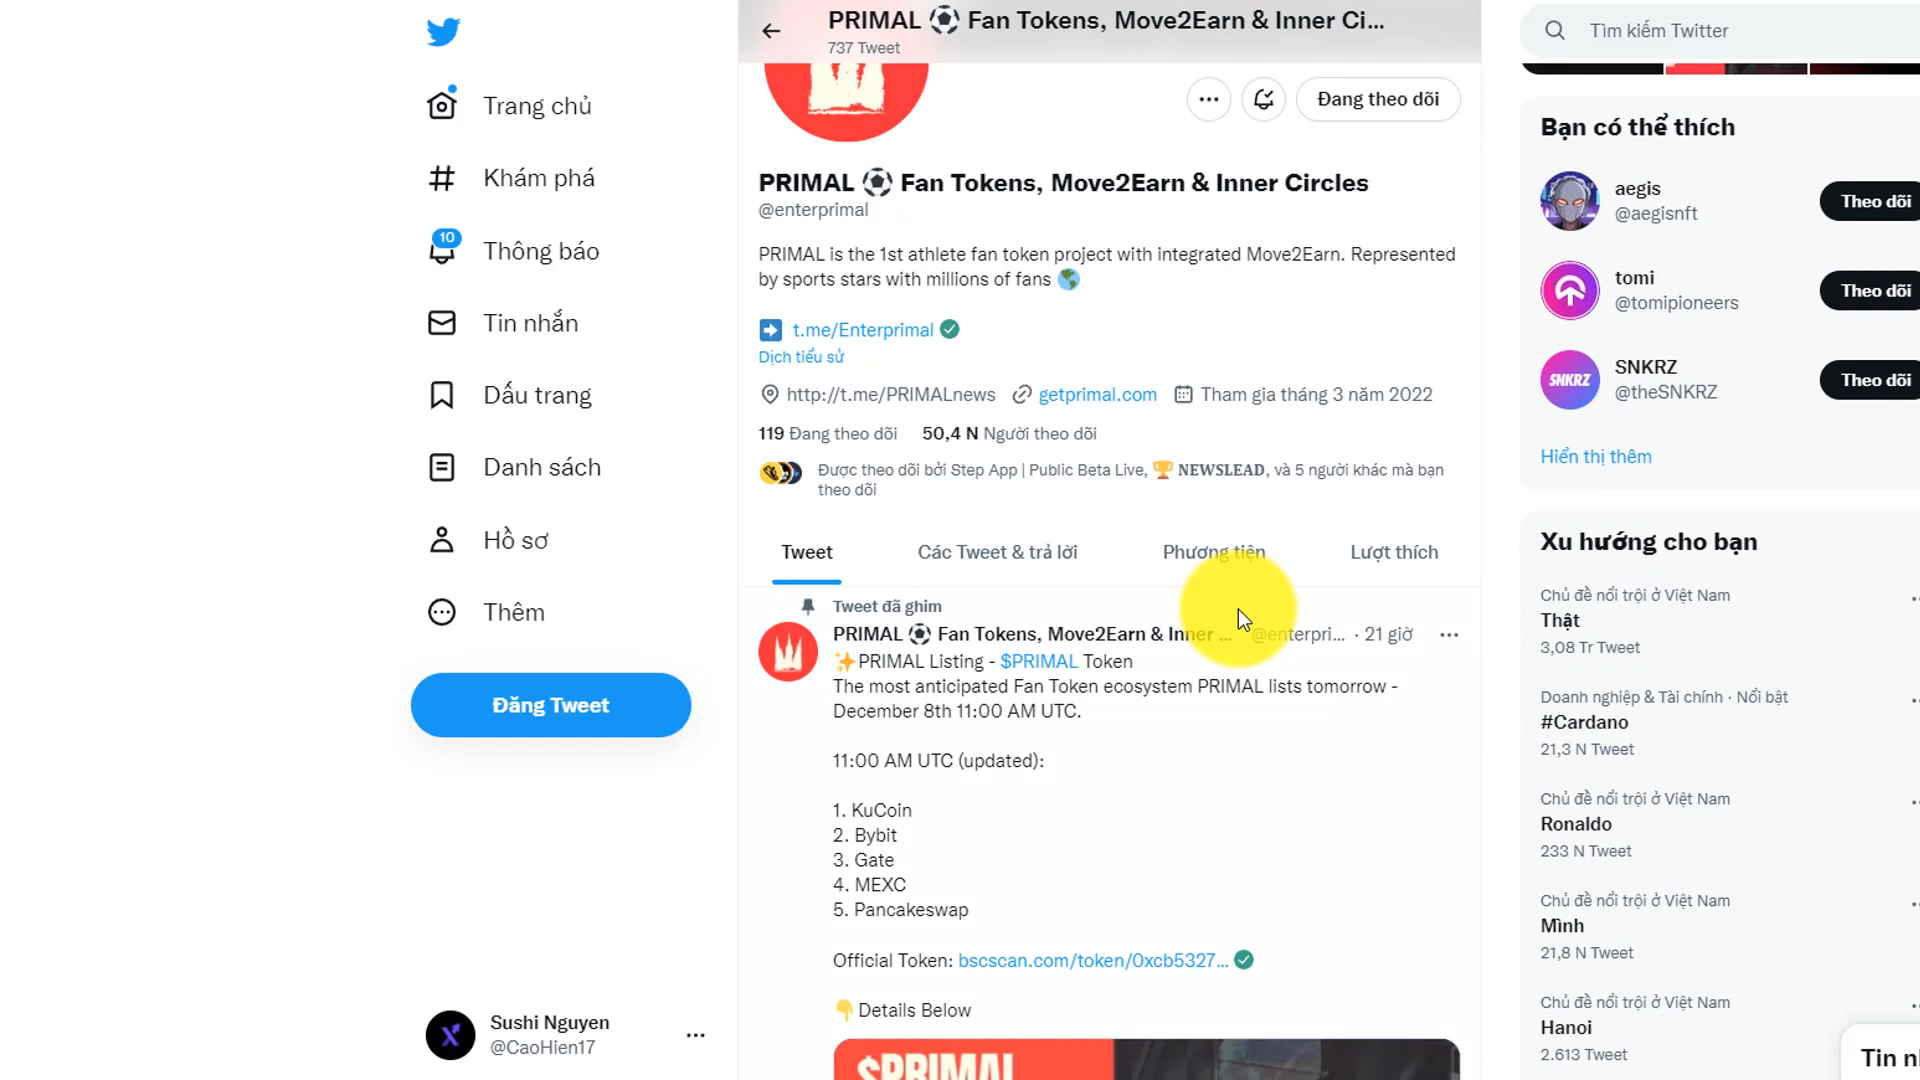 Trang chủ
Khám phá
10
Thông báo
Tin nhắn
Dấu trang
Danh sách
Hồ sơ
Thêm
Đăng Tweet
Sushi Nguyen
@CaoHien17
PRIMAL ⚽ Fan Tokens, Move2Earn & Inner Ci...
737 Tweet
Đang theo dõi
PRIMAL ⚽ Fan Tokens, Move2Earn & Inner Circles
@enterprimal
PRIMAL is the 1st athlete fan token project with integrated Move2Earn. Represented
by sports stars with millions of fans 🌎
➡️ t.me/Enterprimal
Dịch tiểu sử
http://t.me/PRIMALnews getprimal.com Tham gia tháng 3 năm 2022
119 Đang theo dõi 50,4 N Người theo dõi
Được theo dõi bởi Step App | Public Beta Live, 🏆 NEWSLEAD, và 5 người khác mà bạn
theo dõi
Tweet Các Tweet & trả lời Phương tiện Lượt thích
Tweet đã ghim
PRIMAL ⚽ Fan Tokens, Move2Earn & Inner ... @enterpri... · 21 giờ
✨PRIMAL Listing - $PRIMAL Token
The most anticipated Fan Token ecosystem PRIMAL lists tomorrow -
December 8th 11:00 AM UTC.
11:00 AM UTC (updated):
1. KuCoin
2. Bybit
3. Gate
4. MEXC
5. Pancakeswap
Official Token: bscscan.com/token/0xcb5327...
👇Details Below
$PRIMAL
Tìm kiếm Twitter
Bạn có thể thích
aegis
@aegisnft
Theo dõi
tomi
@tomipioneers
Theo dõi
SNKRZ
SNKRZ
@theSNKRZ
Theo dõi
Hiển thị thêm
Xu hướng cho bạn
Chủ đề nổi trội ở Việt Nam
Thật
3,08 Tr Tweet
Doanh nghiệp & Tài chính · Nổi bật
#Cardano
21,3 N Tweet
Chủ đề nổi trội ở Việt Nam
Ronaldo
233 N Tweet
Chủ đề nổi trội ở Việt Nam
Mình
21,8 N Tweet
Chủ đề nổi trội ở Việt Nam
Hanoi
2.613 Tweet